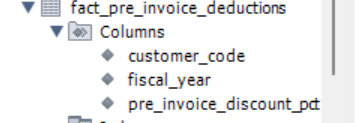 fact_pre_invoice_deductions
Columns
customer_code
fiscal_year
pre_invoice_discount_pct